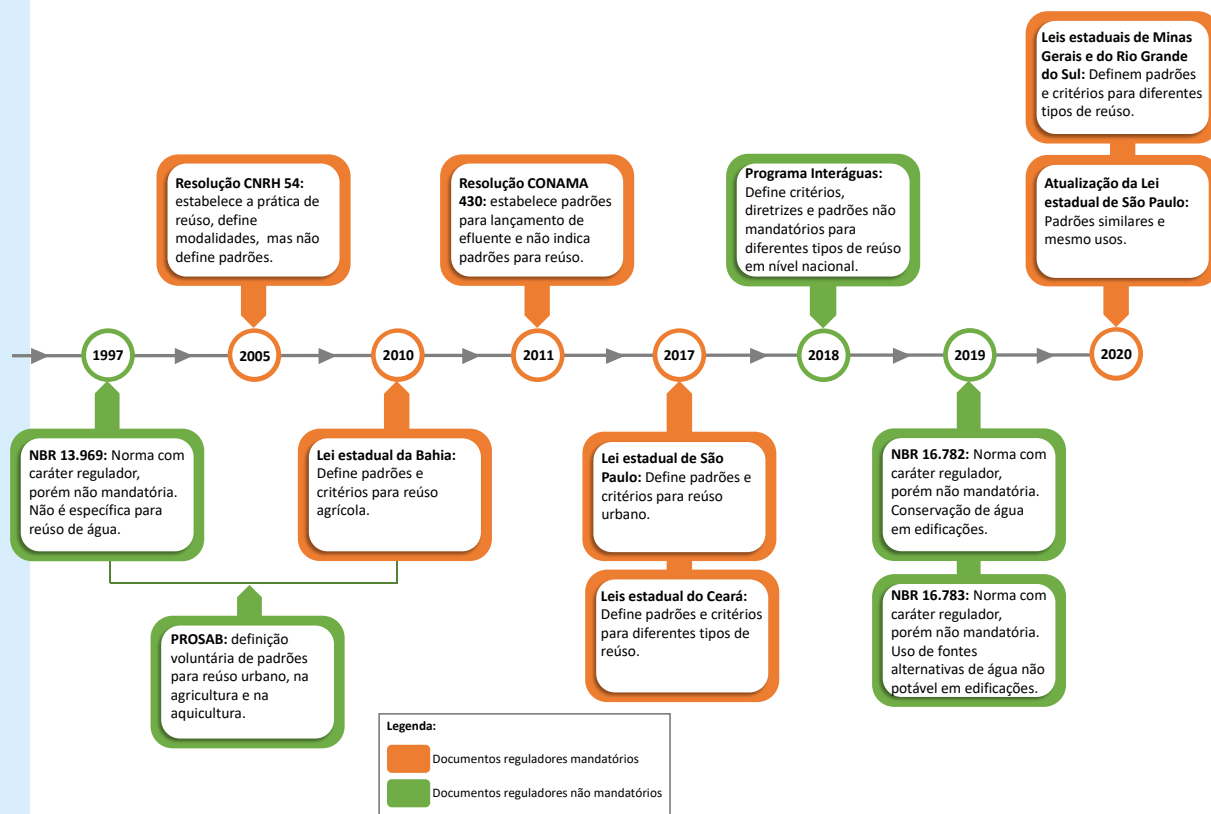 Leis estaduais de Minas
Gerais e do Rio Grande
do Sul: Definem padrões
e critérios para diferentes
tipos de reúso.
Resolução CNRH 54:
estabelece a prática de
reúso, define
modalidades, mas não
define padrões.
Resolução CONAMA
430: estabelece padrões
para lançamento de
efluente e não indica
padrões para reúso.
Programa Interáguas:
Define critérios,
diretrizes e padrões não
mandatórios para
diferentes tipos de reúso
em nível nacional.
Atualização da Lei
estadual de São Paulo:
Padrões similares e
mesmo usos.
1997
2005
2010
2011
2017
2018
2019
2020
NBR 13.969: Norma com
caráter regulador,
porém não mandatória.
Não é específica para
reúso de água.
Lei estadual da Bahia:
Define padrões e
critérios para reúso
agrícola.
Lei estadual de São
Paulo: Define padrões e
critérios para reúso
urbano.
NBR 16.782: Norma com
caráter regulador,
porém não mandatória.
Conservação de água
em edificações.
PROSAB: definição
voluntária de padrões
para reúso urbano, na
agricultura e na
aquicultura.
Leis estadual do Ceará:
Define padrões e critérios
para diferentes tipos de
reúso.
NBR 16.783: Norma com
caráter regulador,
porém não mandatória.
Uso de fontes
alternativas de água não
potável em edificações.
Legenda:
Documentos reguladores mandatórios
Documentos reguladores não mandatórios